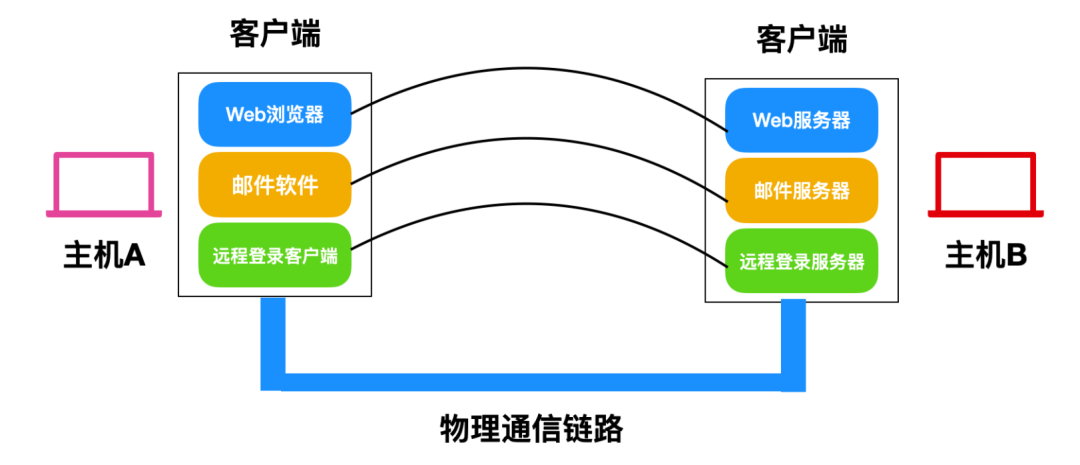 客户端
客户端
Web浏览器
Web服务器
邮件软件
邮件服务器
远程登录客户端
远程登录服务器
主机A
主机B
物理通信链路